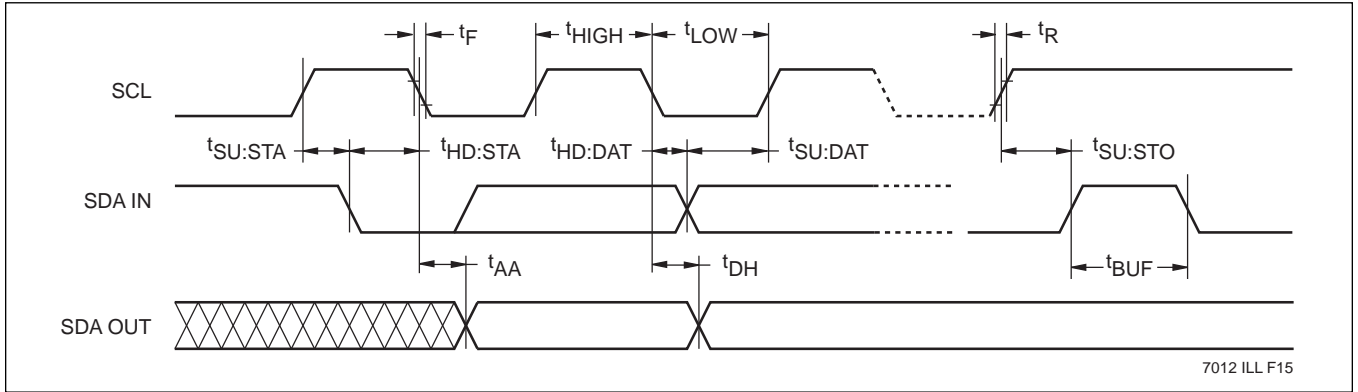 tF tHIGH tLOW tR
SCL
tSU:STA tHD:STA tHD:DAT tSU:DAT tSU:STO
SDA IN
tAA tDH tBUF
SDA OUT
7012 ILL F15